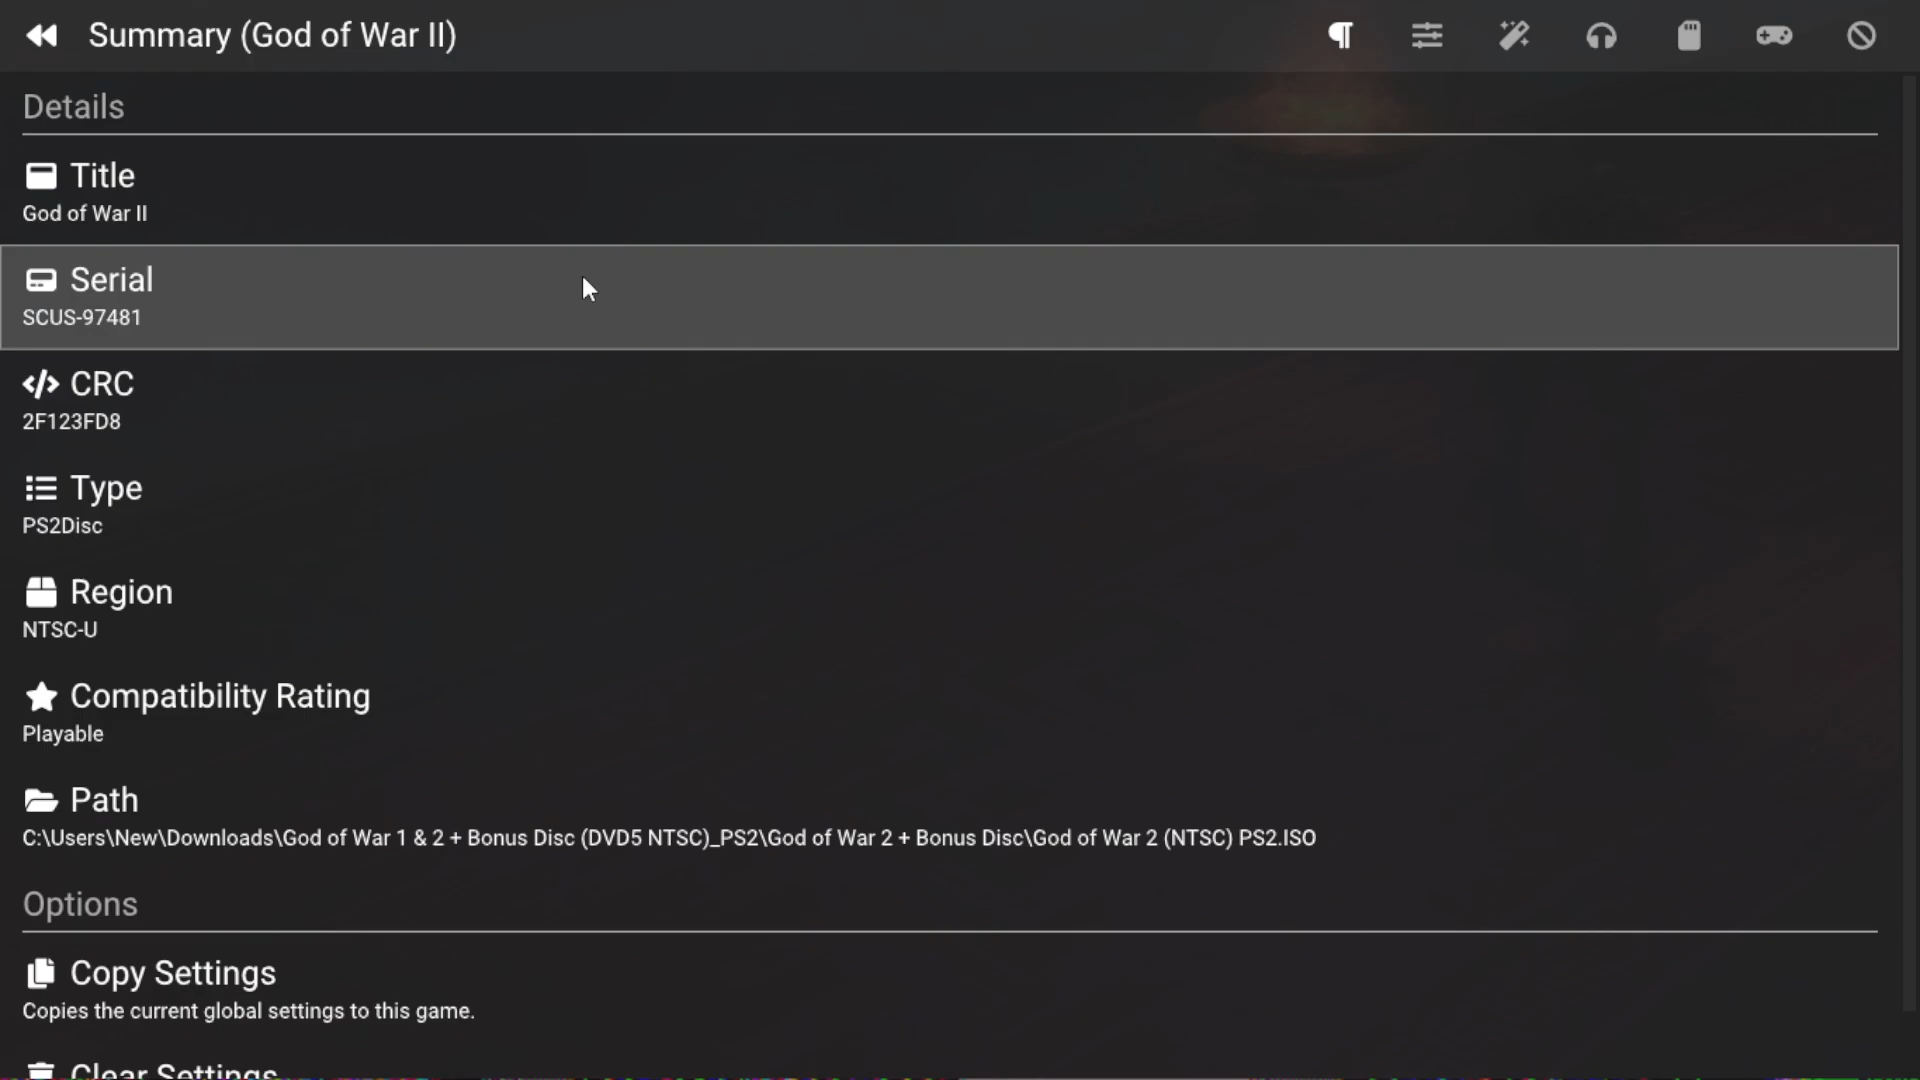 Summary (God of War II)
Details
Title
God of War II
Serial
SCUS-97481
CRC
2F123FD8
Type
PS2Disc
Region
NTSC-U
Compatibility Rating
Playable
Path
C:\Users\New\Downloads\God of War 1 & 2 + Bonus Disc (DVD5 NTSC)_PS2\God of War 2 + Bonus Disc\God of War 2 (NTSC) PS2.ISO
Options
Copy Settings
Copies the current global settings to this game.
Clear Settings